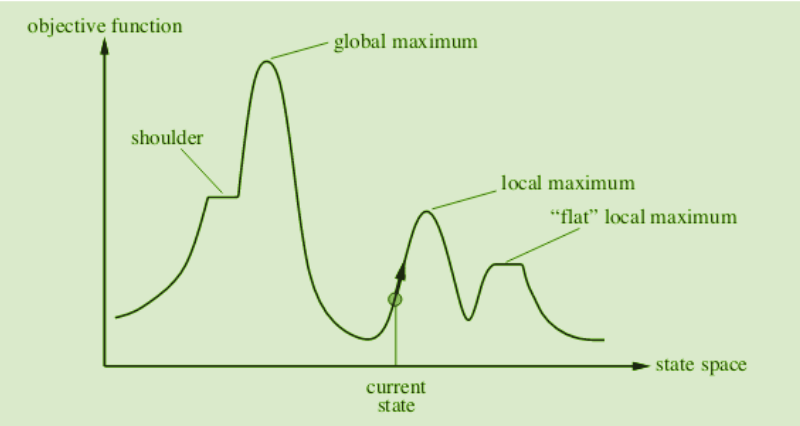 objective function
global maximum
shoulder
local maximum
“flat” local maximum
state space
current
state